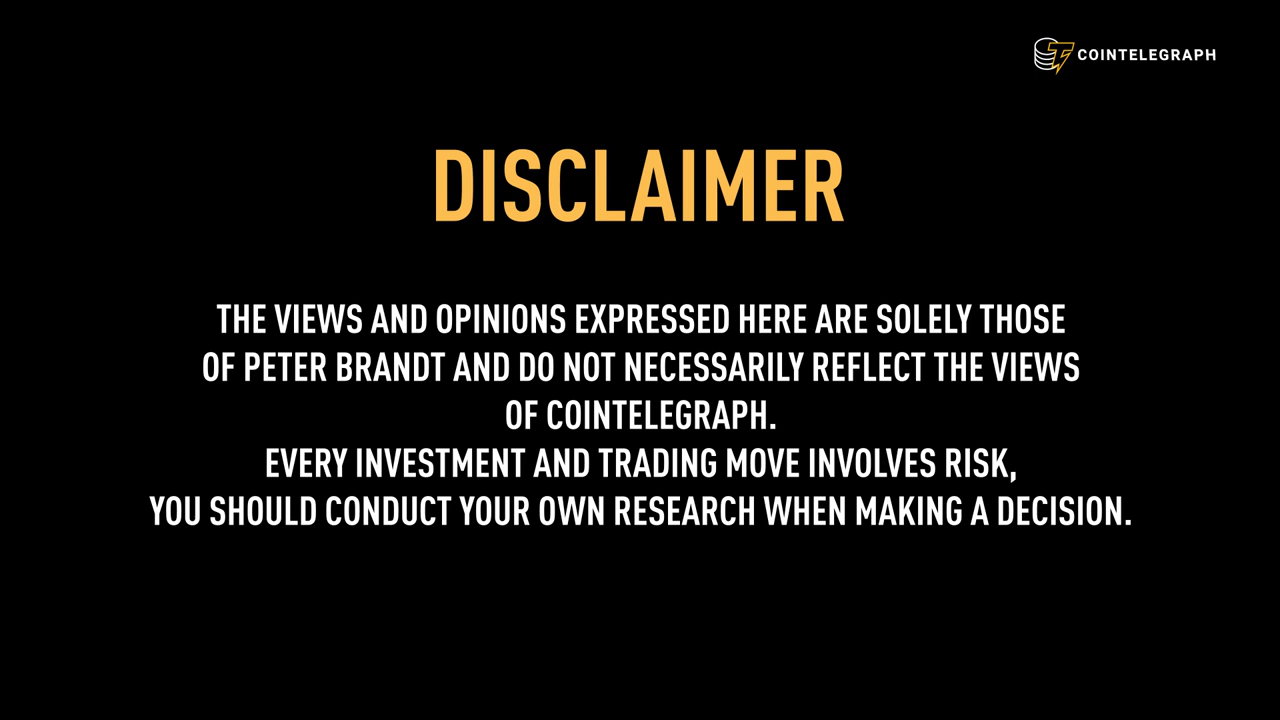 COINTELEGRAPH
DISCLAIMER
THE VIEWS AND OPINIONS EXPRESSED HERE ARE SOLELY THOSE
OF PETER BRANDT AND DO NOT NECESSARILY REFLECT THE VIEWS
OF COINTELEGRAPH.
EVERY INVESTMENT AND TRADING MOVE INVOLVES RISK,
YOU SHOULD CONDUCT YOUR OWN RESEARCH WHEN MAKING A DECISION.